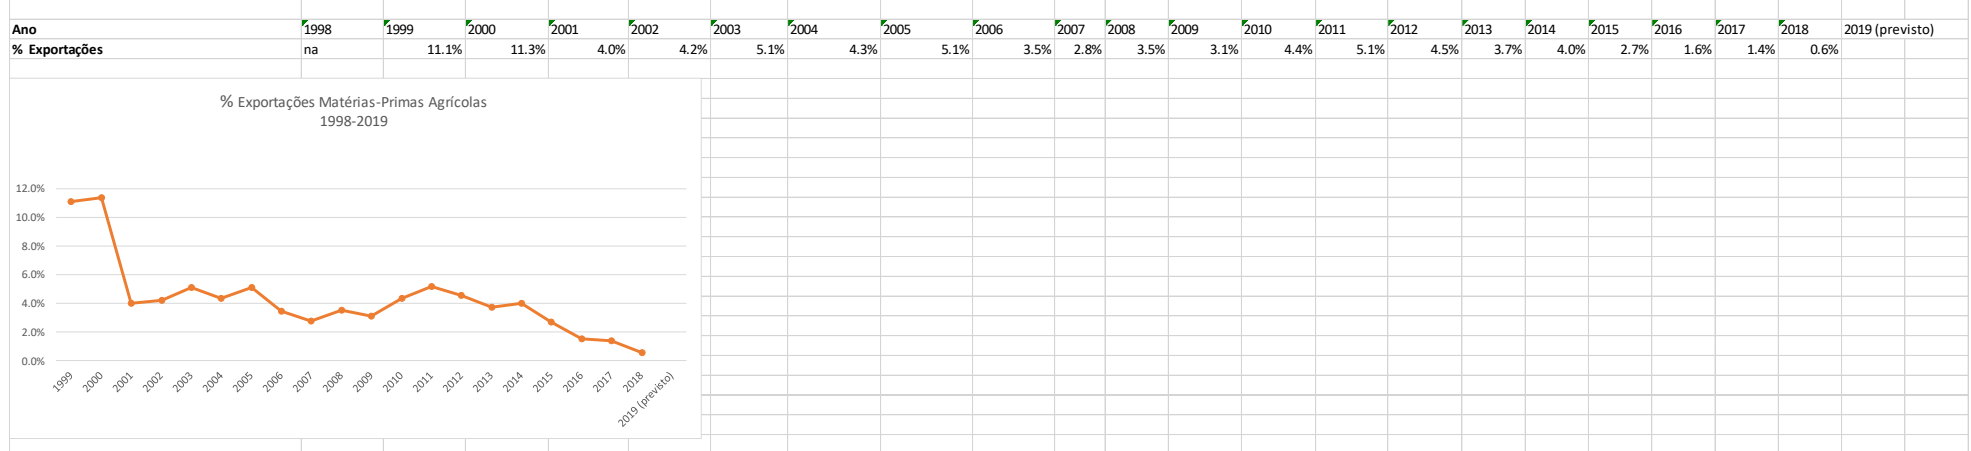 Ano 1998 1999 2000 2001 2002 2003 2004 2005 2006 2007 2008 2009 2010 2011 2012 2013 2014 2015 2016 2017 2018 2019 (previsto)
% Exportações na 11.1% 11.3% 4.0% 4.2% 5.1% 4.3% 5.1% 3.5% 2.8% 3.5% 3.1% 4.4% 5.1% 4.5% 3.7% 4.0% 2.7% 1.6% 1.4% 0.6%
% Exportações Matérias-Primas Agrícolas
1998-2019
12.0%
10.0%
8.0%
6.0%
4.0%
2.0%
0.0%
1999 2000 2001 2002 2003 2004 2005 2006 2007 2008 2009 2010 2011 2012 2013 2014 2015 2016 2017 2018 2019 (previsto)